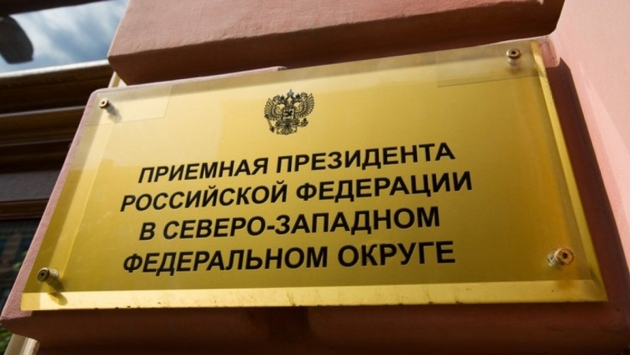 ПРИЕМНАЯ ПРЕЗИДЕНТА
РОССИЙСКОЙ ФЕДЕРАЦИИ
В СЕВЕРО-ЗАПАДНОМ
ФЕДЕРАЛЬНОМ ОКРУГЕ